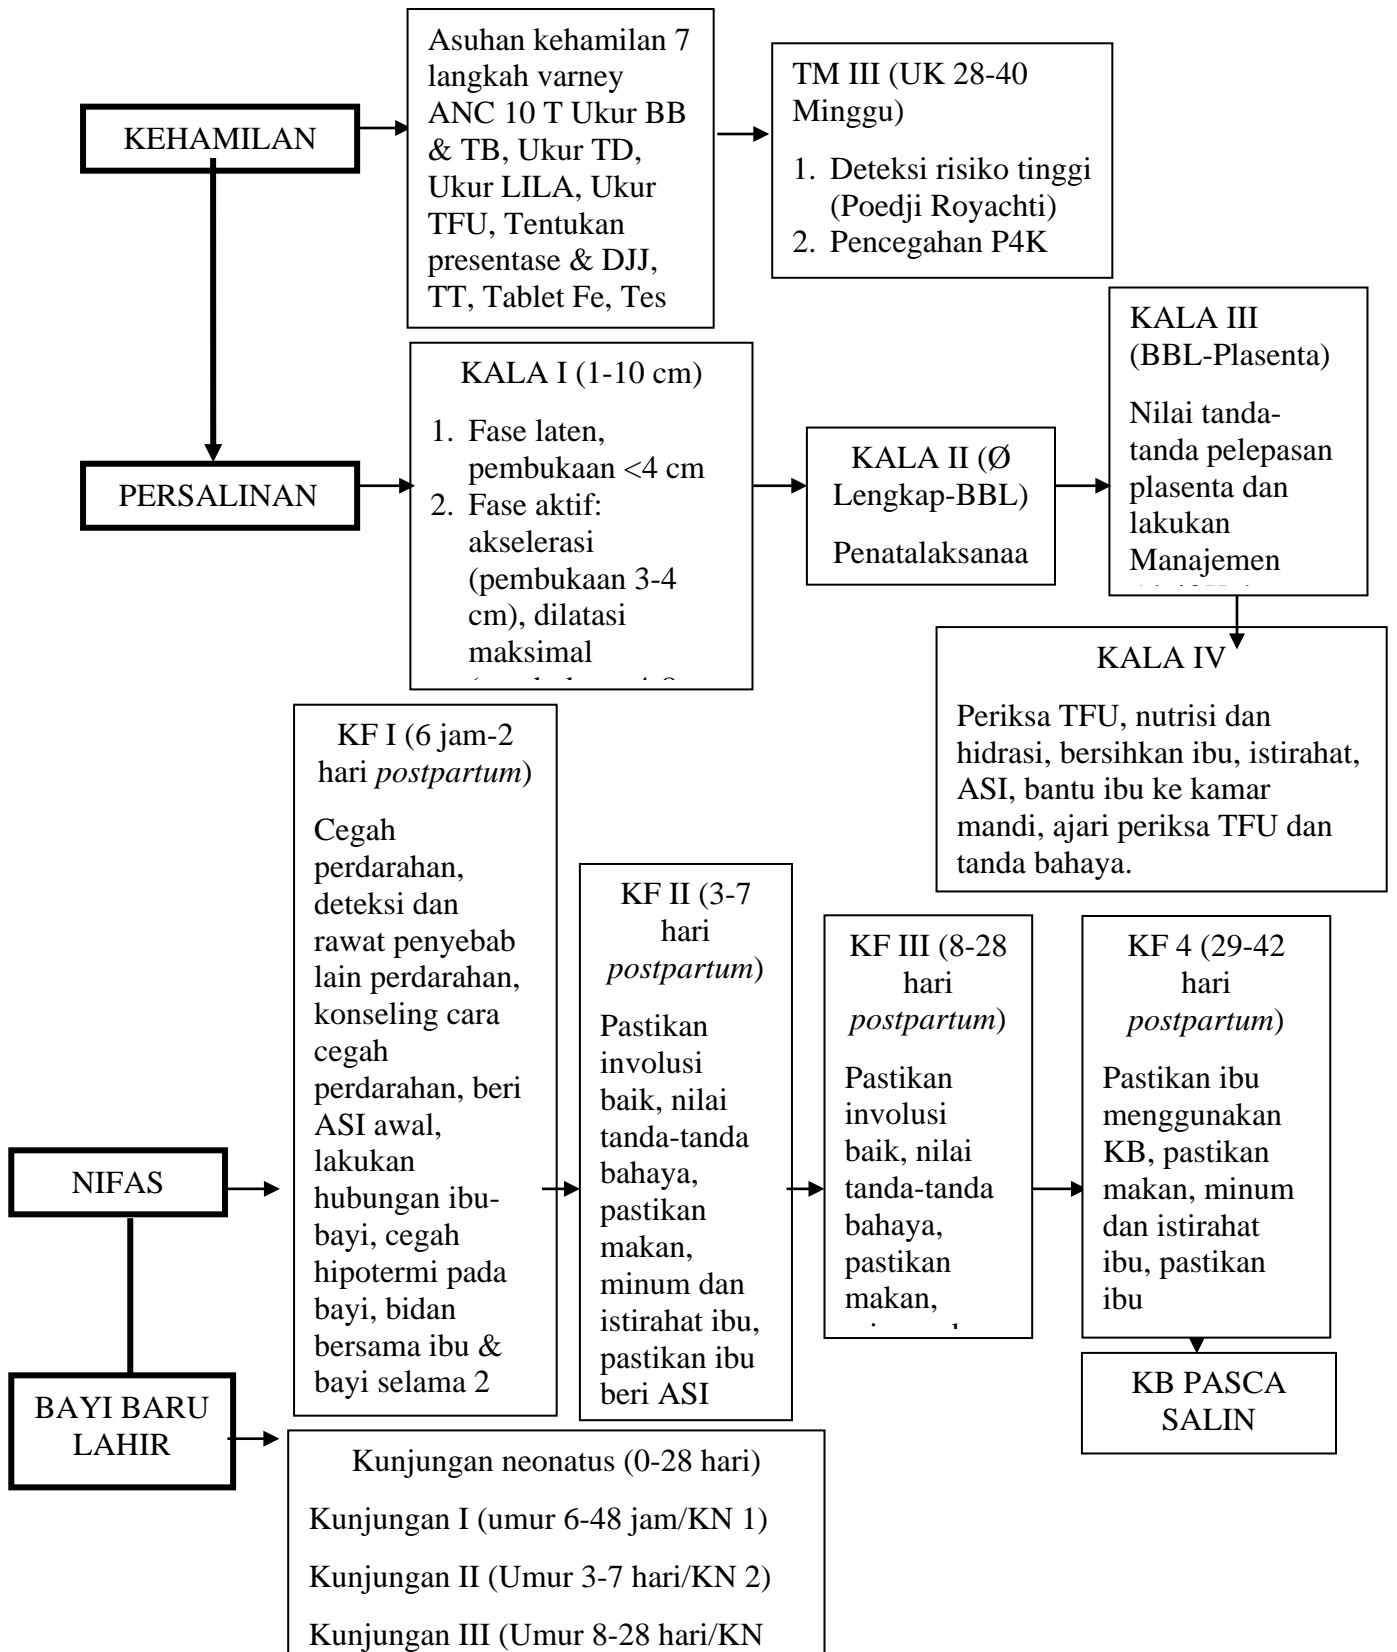 KEHAMILAN
Asuhan kehamilan 7
langkah varney
ANC 10 T Ukur BB
& TB, Ukur TD,
Ukur LILA, Ukur
TFU, Tentukan
presentase & DJJ,
TT, Tablet Fe, Tes
TM III (UK 28-40
Minggu)
1. Deteksi risiko tinggi
(Poedji Royachti)
2. Pencegahan P4K
PERSALINAN
KALA I (1-10 cm)
1. Fase laten,
pembukaan <4 cm
2. Fase aktif:
akselerasi
(pembukaan 3-4
cm), dilatasi
maksimal
KALA II (Ø
Lengkap-BBL)
Penatalaksanaa
KALA III
(BBL-Plasenta)
Nilai tanda-
tanda pelepasan
plasenta dan
lakukan
Manajemen
KALA IV
Periksa TFU, nutrisi dan
hidrasi, bersihkan ibu, istirahat,
ASI, bantu ibu ke kamar
mandi, ajari periksa TFU dan
tanda bahaya.
NIFAS
KF I (6 jam-2
hari postpartum)
Cegah
perdarahan,
deteksi dan
rawat penyebab
lain perdarahan,
konseling cara
cegah
perdarahan, beri
ASI awal,
lakukan
hubungan ibu-
bayi, cegah
hipotermi pada
bayi, bidan
bersama ibu &
bayi selama 2
KF II (3-7
hari
postpartum)
Pastikan
involusi
baik, nilai
tanda-tanda
bahaya,
pastikan
makan,
minum dan
istirahat ibu,
pastikan ibu
beri ASI
KF III (8-28
hari
postpartum)
Pastikan
involusi
baik, nilai
tanda-tanda
bahaya,
pastikan
makan,
KF 4 (29-42
hari
postpartum)
Pastikan ibu
menggunakan
KB, pastikan
makan, minum
dan istirahat
ibu, pastikan
ibu
KB PASCA
SALIN
BAYI BARU
LAHIR
Kunjungan neonatus (0-28 hari)
Kunjungan I (umur 6-48 jam/KN 1)
Kunjungan II (Umur 3-7 hari/KN 2)
Kunjungan III (Umur 8-28 hari/KN